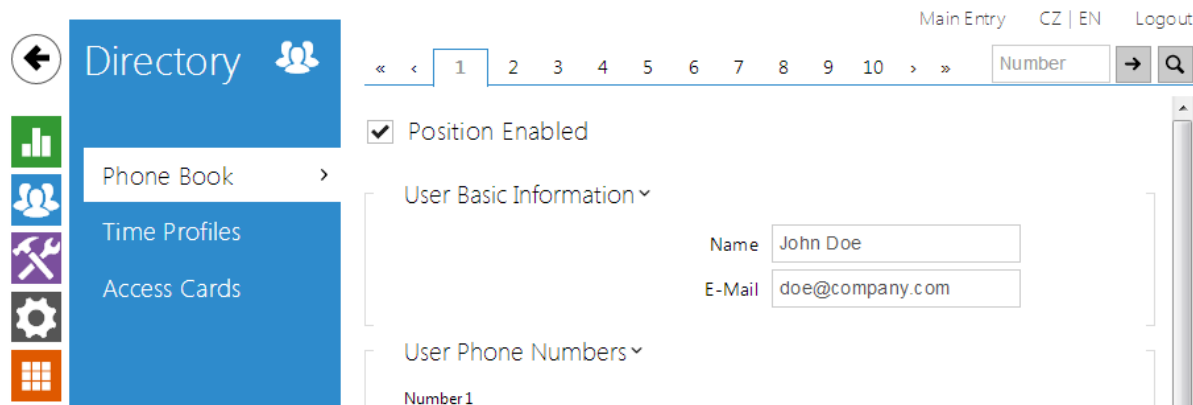 Main Entry CZ | EN Logout
Directory
« ‹ 1 2 3 4 5 6 7 8 9 10 › » Number
Position Enabled
Phone Book ›
User Basic Information
Time Profiles
Name John Doe
Access Cards
E-Mail doe@company.com
User Phone Numbers
Number 1